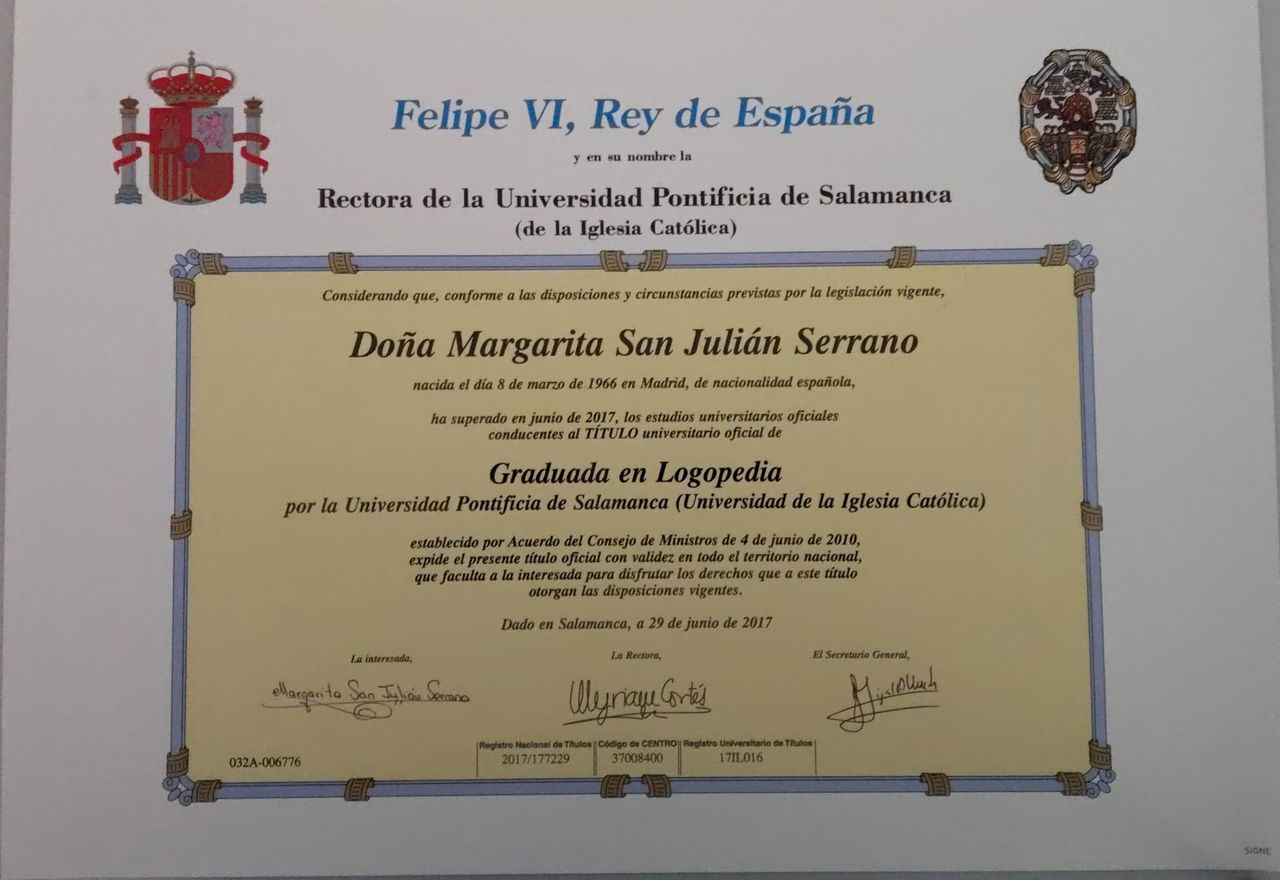 Felipe VI, Rey de España
y en su nombre la
Rectora de la Universidad Pontificia de Salamanca
(de la Iglesia Católica)
Considerando que, conforme a las disposiciones y circunstancias previstas por la legislación vigente,
Doña Margarita San Julián Serrano
nacida el día 8 de marzo de 1966 en Madrid, de nacionalidad española,
ha superado en junio de 2017, los estudios universitarios oficiales
conducentes al TÍTULO universitario oficial de
Graduada en Logopedia
por la Universidad Pontificia de Salamanca (Universidad de la Iglesia Católica)
establecido por Acuerdo del Consejo de Ministros de 4 de junio de 2010,
expide el presente título oficial con validez en todo el territorio nacional,
que faculta a la interesada para disfrutar los derechos que a este título
otorgan las disposiciones vigentes.
Dado en Salamanca, a 29 de junio de 2017
La interesada, La Rectora, El Secretario General,
Margarita San Julián Serrano Cortés
Registro Nacional de Títulos Código de CENTRO Registro Universitario de Títulos
032A-006776 2017/177229 37008400 17IL016
SIGNE